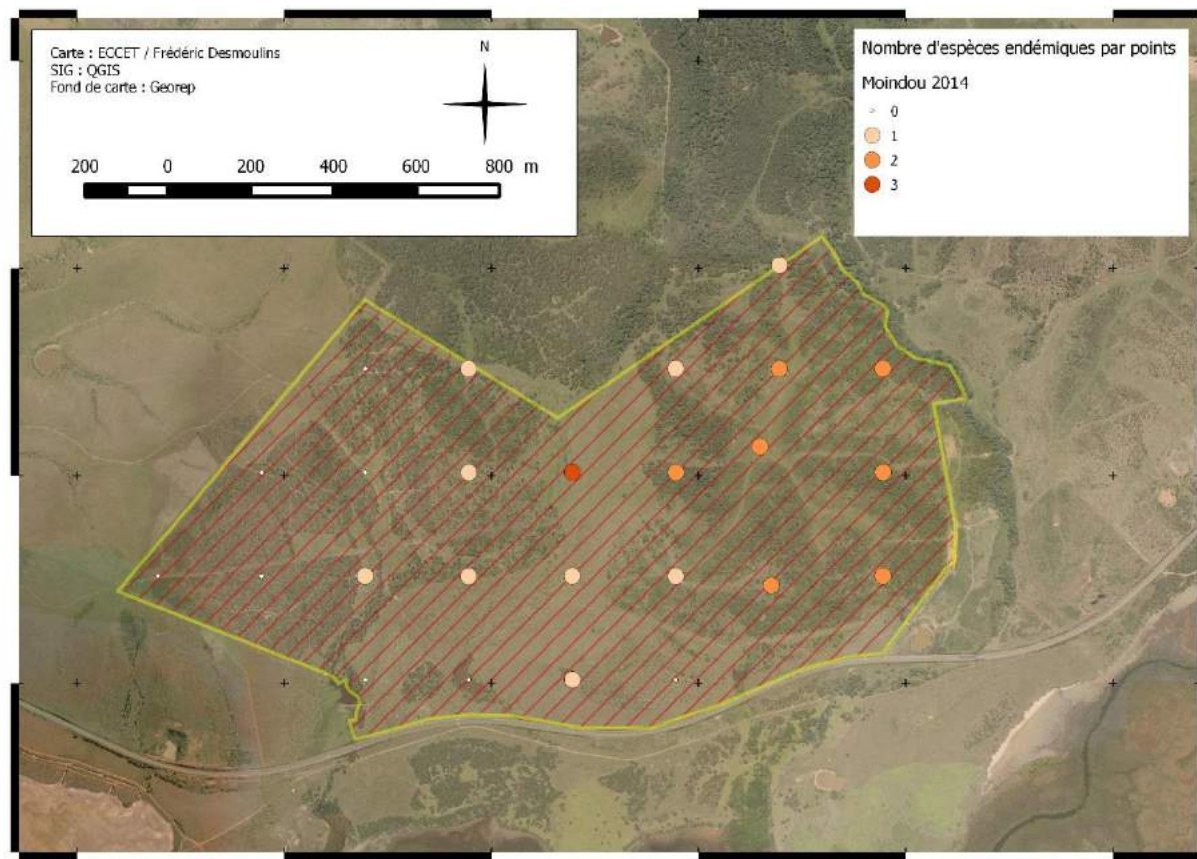 Carte : ECCET / Frédéric Desmoulins
SIG : QGIS
Fond de carte : Georep
N
200 0 200 400 600 800 m
Nombre d'espèces endémiques par points
Moindou 2014
0
1
2
3